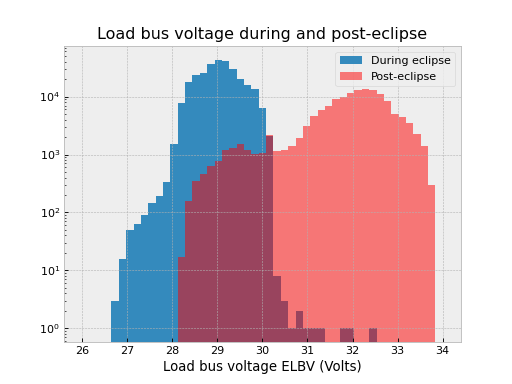 Load bus voltage during and post-eclipse
During eclipse
Post-eclipse
10⁴
10³
10²
10¹
10⁰
26 27 28 29 30 31 32 33 34
Load bus voltage ELBV (Volts)